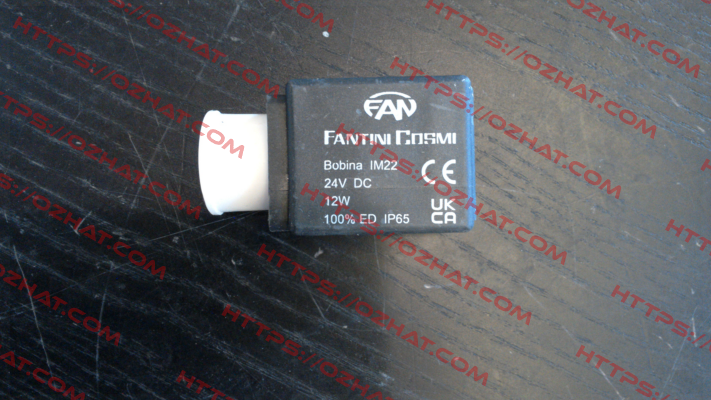 FAN
FANTINI COSMI
Bobina IM22
24V DC
12W
100% ED IP65
CE
UK
CA
HTTPS://OZHAT.COM